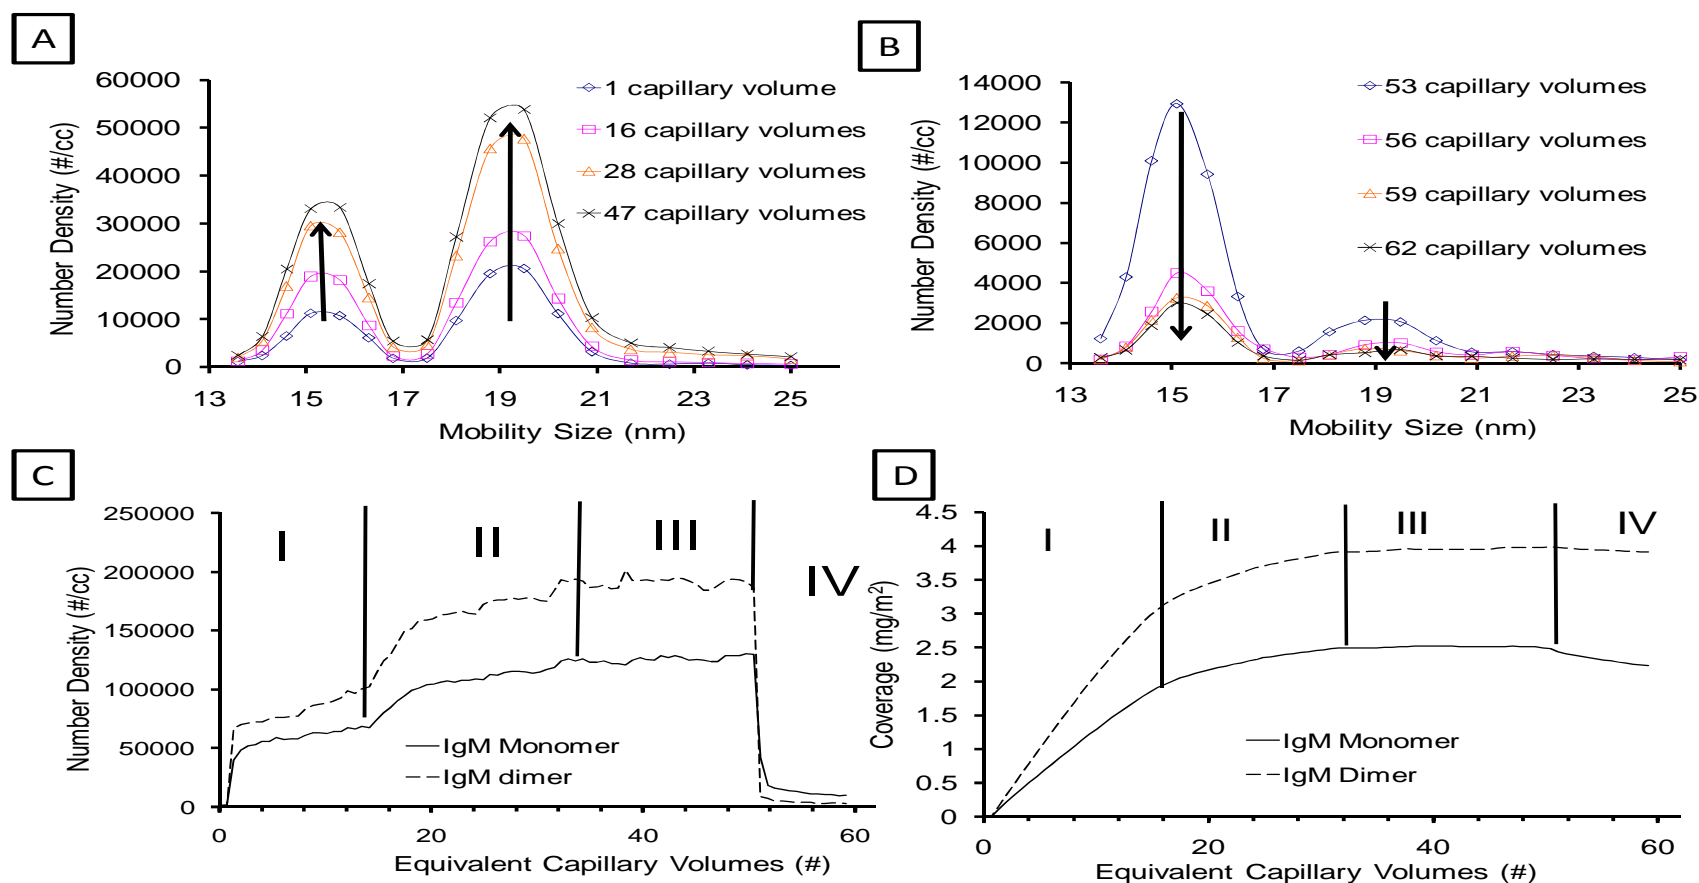 A
Number Density (#/cc)
60000
50000
40000
30000
20000
10000
0
1 capillary volume
16 capillary volumes
28 capillary volumes
47 capillary volumes
13 15 17 19 21 23 25
Mobility Size (nm)
B
Number Density (#/cc)
14000
12000
10000
8000
6000
4000
2000
0
53 capillary volumes
56 capillary volumes
59 capillary volumes
62 capillary volumes
13 15 17 19 21 23 25
Mobility Size (nm)
C
Number Density (#/cc)
250000
200000
150000
100000
50000
0
I II III IV
IgM Monomer
IgM dimer
0 20 40 60
Equivalent Capillary Volumes (#)
D
Coverage (mg/m²)
4.5
4
3.5
3
2.5
2
1.5
1
0.5
0
I II III IV
IgM Monomer
IgM Dimer
0 20 40 60
Equivalent Capillary Volumes (#)